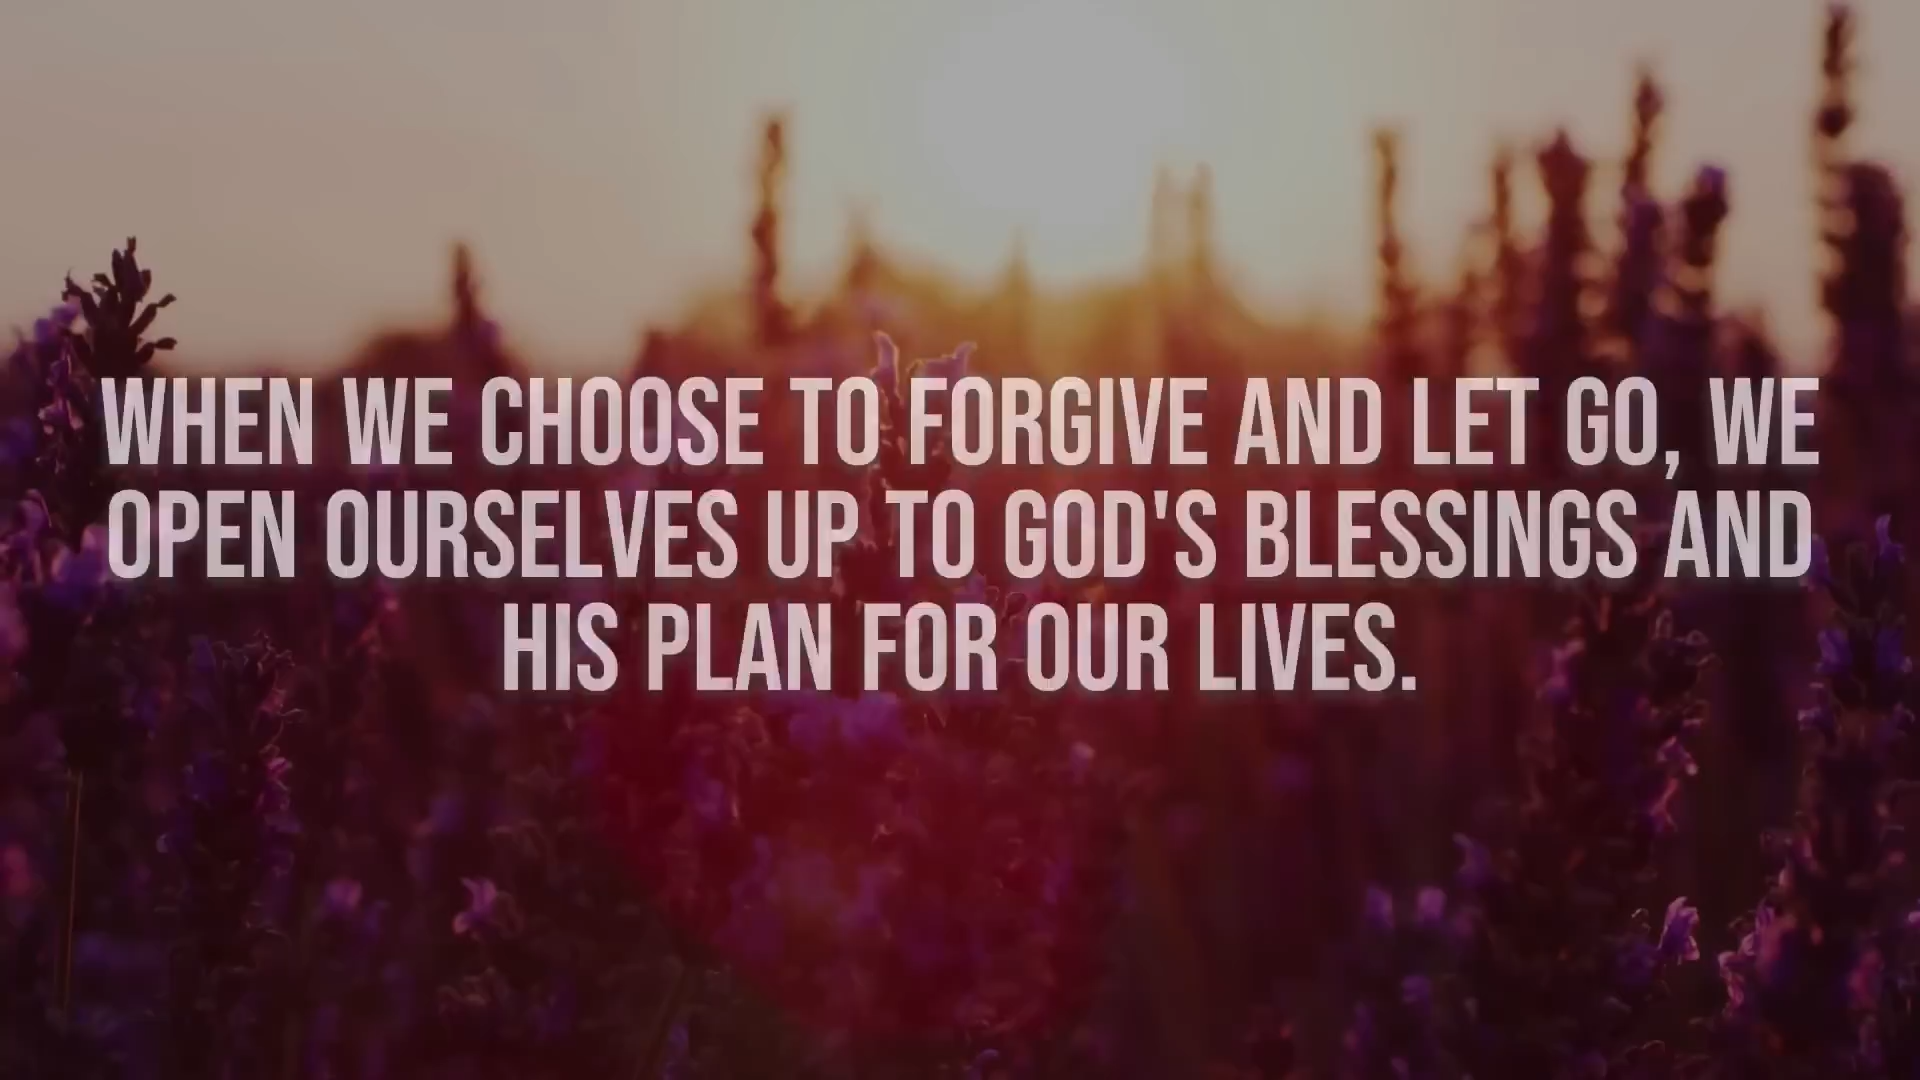 WHEN WE CHOOSE TO FORGIVE AND LET GO, WE
OPEN OURSELVES UP TO GOD'S BLESSINGS AND
HIS PLAN FOR OUR LIVES.